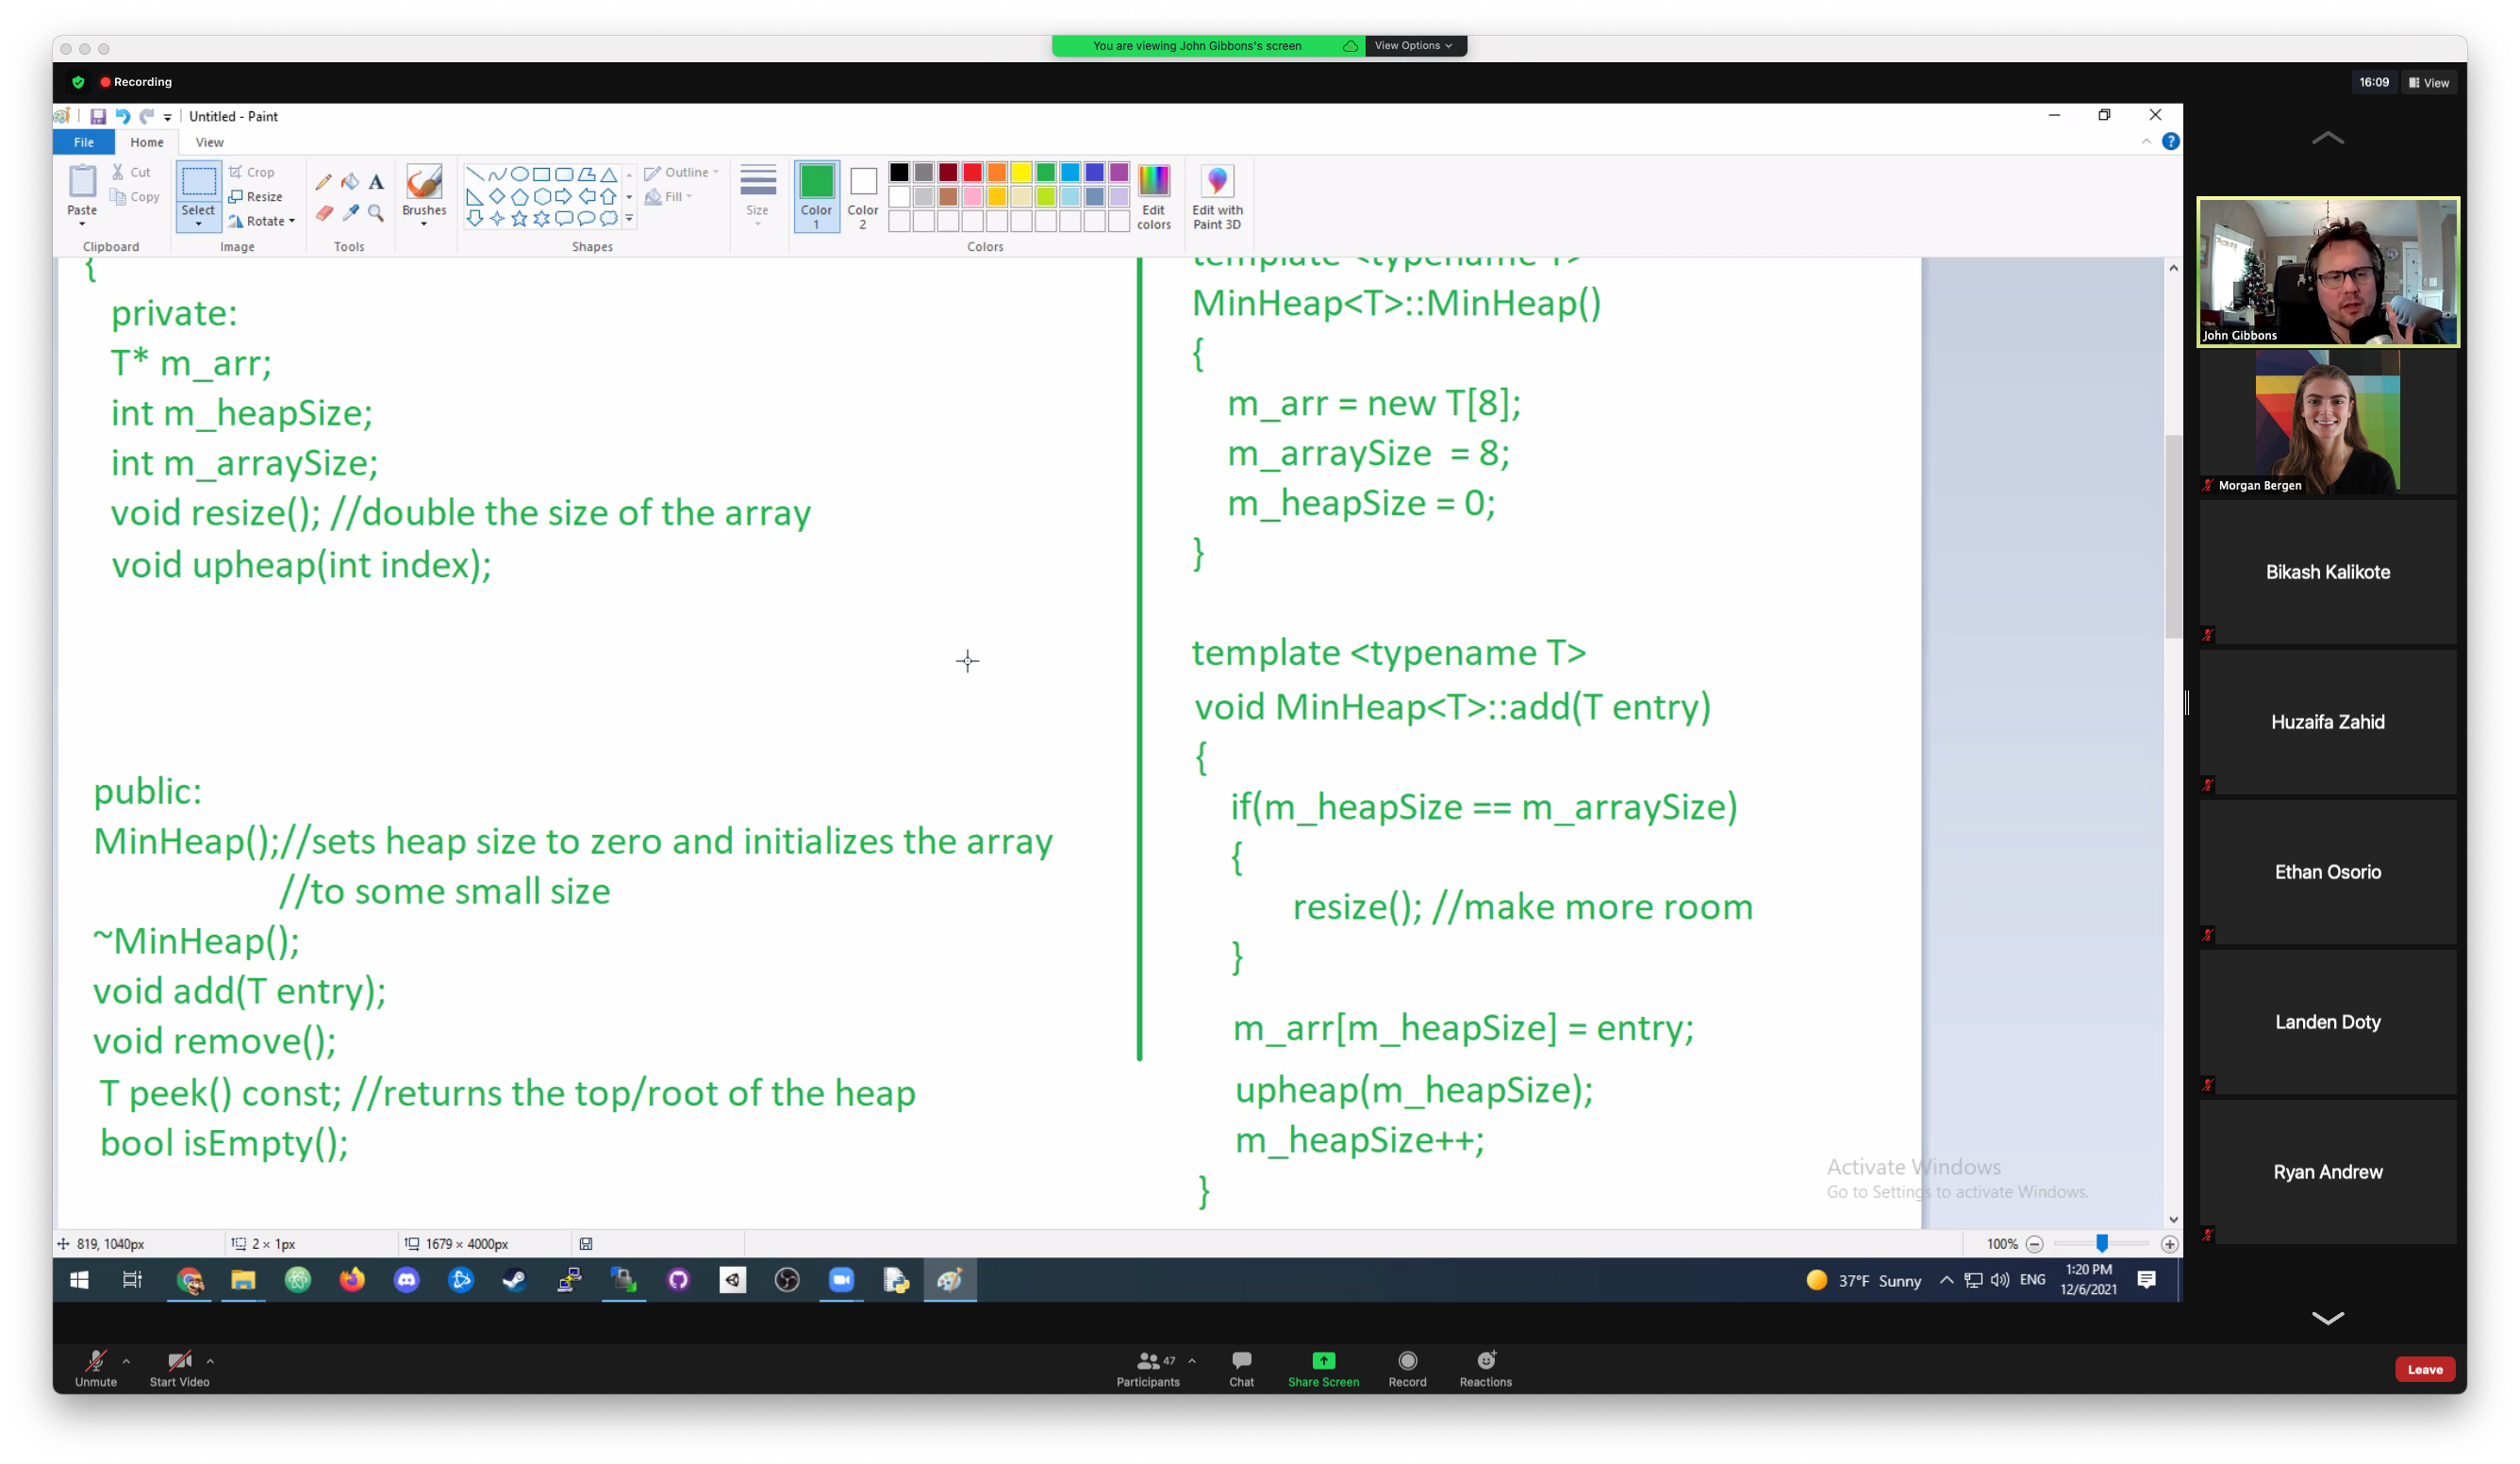 You are viewing John Gibbons's screen
View Options
Recording
16:09
View
Untitled - Paint
File
Home
View
Paste
Cut
Copy
Clipboard
Select
Crop
Resize
Rotate
Image
Tools
Brushes
Shapes
Outline
Fill
Size
Color 1
Color 2
Colors
Edit colors
Edit with Paint 3D
{
private:
T* m_arr;
int m_heapSize;
int m_arraySize;
void resize(); //double the size of the array
void upheap(int index);
public:
MinHeap();//sets heap size to zero and initializes the array
//to some small size
~MinHeap();
void add(T entry);
void remove();
T peek() const; //returns the top/root of the heap
bool isEmpty();
template <typename T>
MinHeap<T>::MinHeap()
{
m_arr = new T[8];
m_arraySize  = 8;
m_heapSize = 0;
}
template <typename T>
void MinHeap<T>::add(T entry)
{
if(m_heapSize == m_arraySize)
{
resize(); //make more room
}
m_arr[m_heapSize] = entry;
upheap(m_heapSize);
m_heapSize++;
}
Activate Windows
Go to Settings to activate Windows.
John Gibbons
Morgan Bergen
Bikash Kalikote
Huzaifa Zahid
Ethan Osorio
Landen Doty
Ryan Andrew
819, 1040px
2 × 1px
1679 × 4000px
100%
37°F Sunny
ENG
1:20 PM
12/6/2021
Unmute
Start Video
47
Participants
Chat
Share Screen
Record
Reactions
Leave